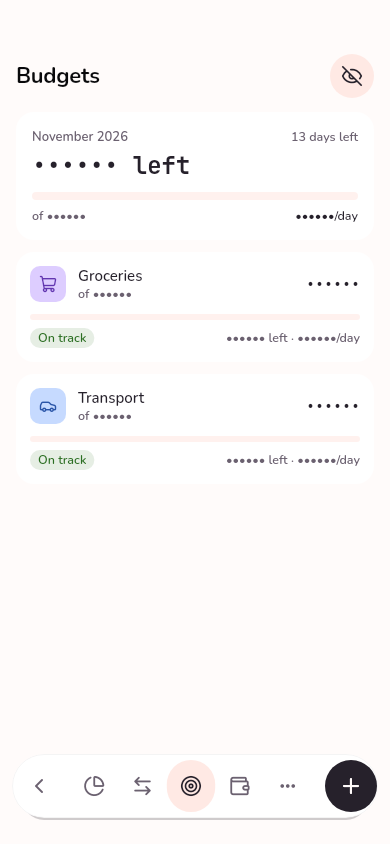 Budgets
November 2026
13 days left
•••••• left
of ••••••
••••••/day
Groceries
of ••••••
••••••
On track
•••••• left · ••••••/day
Transport
of ••••••
••••••
On track
•••••• left · ••••••/day